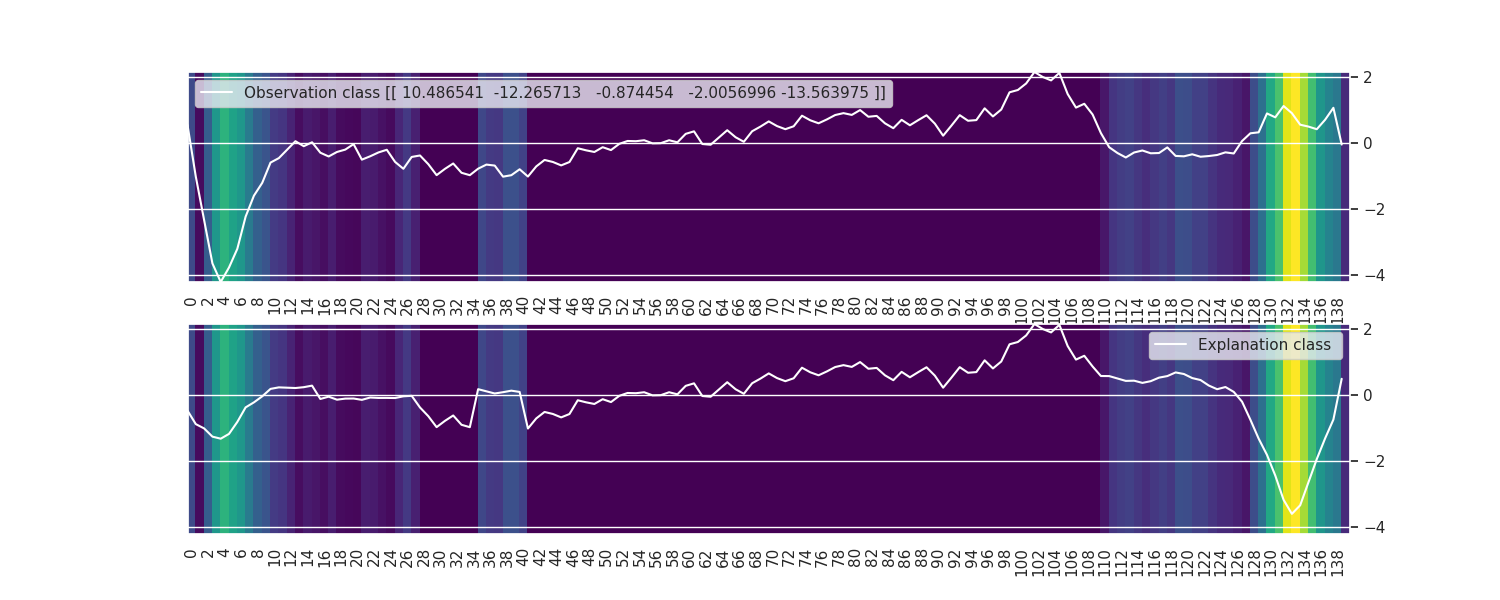 Observation class [[ 10.486541 -12.265713 -0.874454 -2.0056996 -13.563975 ]]
2
0
−2
−4
0 2 4 6 8 10 12 14 16 18 20 22 24 26 28 30 32 34 36 38 40 42 44 46 48 50 52 54 56 58 60 62 64 66 68 70 72 74 76 78 80 82 84 86 88 90 92 94 96 98 100 102 104 106 108 110 112 114 116 118 120 122 124 126 128 130 132 134 136 138
Explanation class
2
0
−2
−4
0 2 4 6 8 10 12 14 16 18 20 22 24 26 28 30 32 34 36 38 40 42 44 46 48 50 52 54 56 58 60 62 64 66 68 70 72 74 76 78 80 82 84 86 88 90 92 94 96 98 100 102 104 106 108 110 112 114 116 118 120 122 124 126 128 130 132 134 136 138